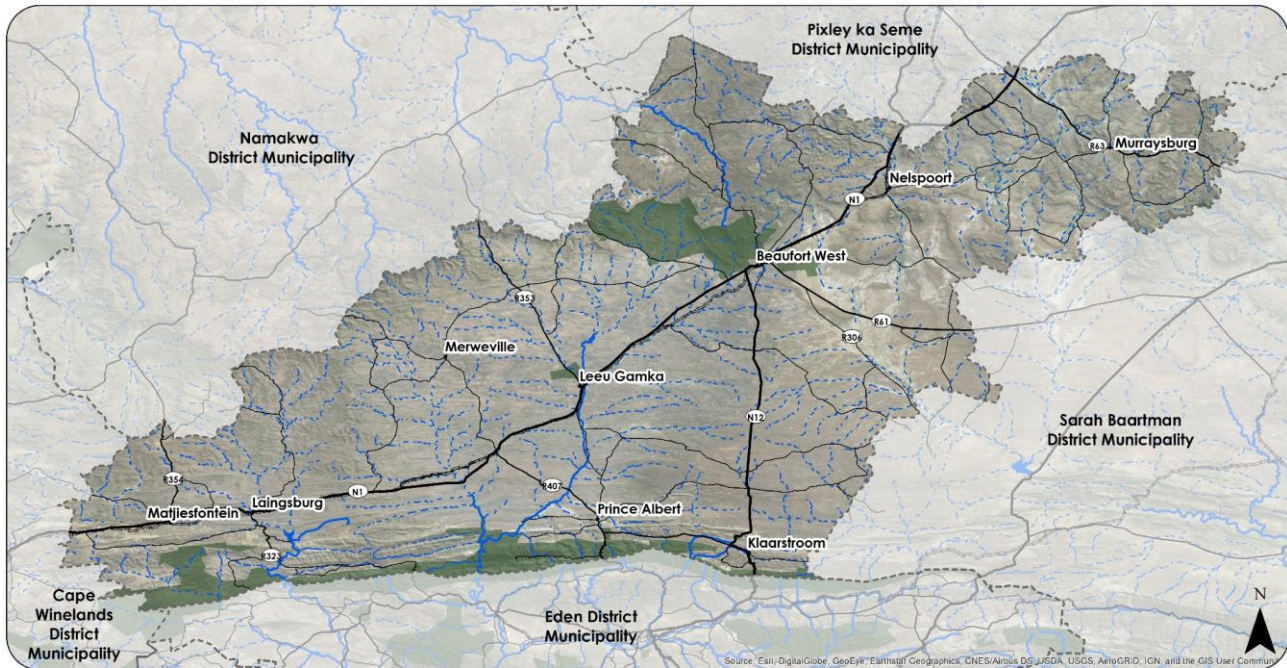 Pixley ka Seme
District Municipality
Namakwa
District Municipality
R63
Murraysburg
Nelspoort
N1
Beaufort West
R353
R61
R306
Merweville
Leeu Gamka
N12
Sarah Baartman
District Municipality
R354
Laingsburg
N1
R407
Matjiesfontein
Prince Albert
Klaarstroom
R323
Cape
Winelands
District
Municipality
Eden District
Municipality
N
Source: Esri, DigitalGlobe, GeoEye, Earthstar Geographics, CNES/Airbus DS, USDA, USGS, AeroGRID, IGN, and the GIS User Commun